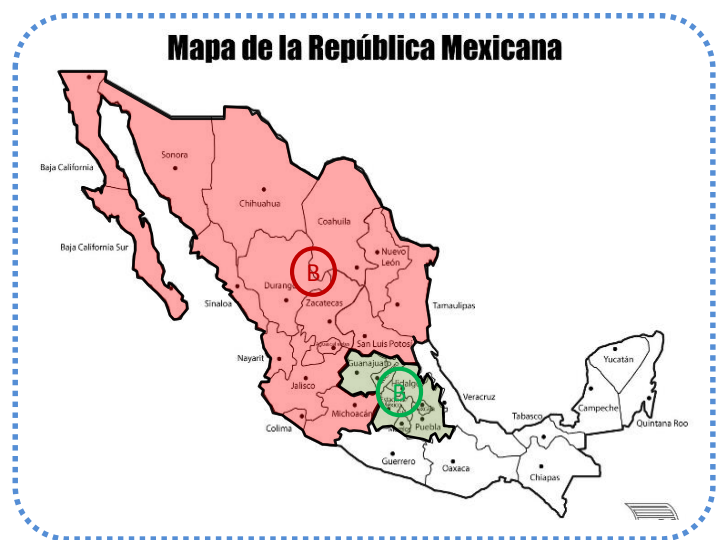 Mapa de la República Mexicana
Sonora
Baja California
Chihuahua
Coahuila
Baja California Sur
Nuevo
León
B
Durango
Sinaloa
Zacatecas
Tamaulipas
San Luis Potosí
Nayarit
Guanajuato
Yucatán
Jalisco
Hidalgo
B
Veracruz
Michoacán
Campeche
Tabasco
Colima
Puebla
Quintana Roo
Guerrero
Oaxaca
Chiapas